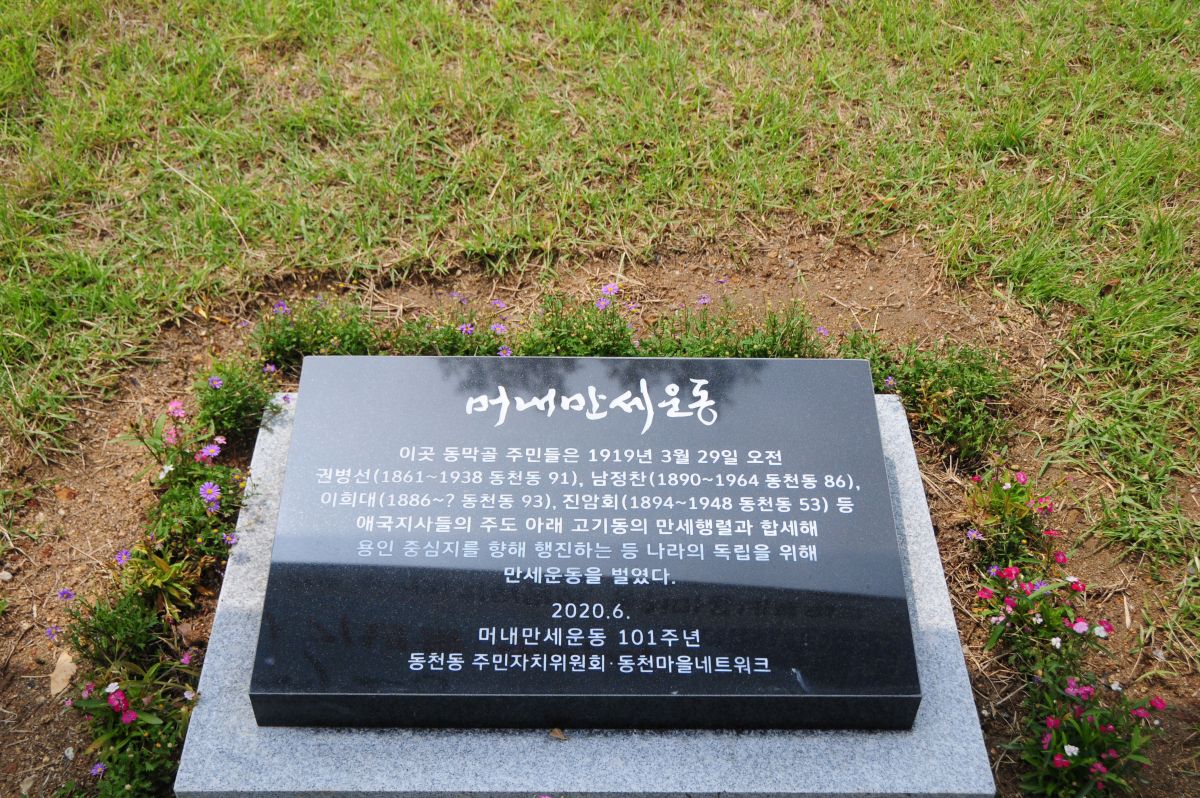 머내만세운동
이곳 동막골 주민들은 1919년 3월 29일 오전
권병선(1861~1938 동천동 91), 남정찬(1890~1964 동천동 86),
이희대(1886~? 동천동 93), 진암회(1894~1948 동천동 53) 등
애국지사들의 주도 아래 고기동의 만세행렬과 합세해
용인 중심지를 향해 행진하는 등 나라의 독립을 위해
만세운동을 벌였다.
2020.6.
머내만세운동 101주년
동천동 주민자치위원회·동천마을네트워크